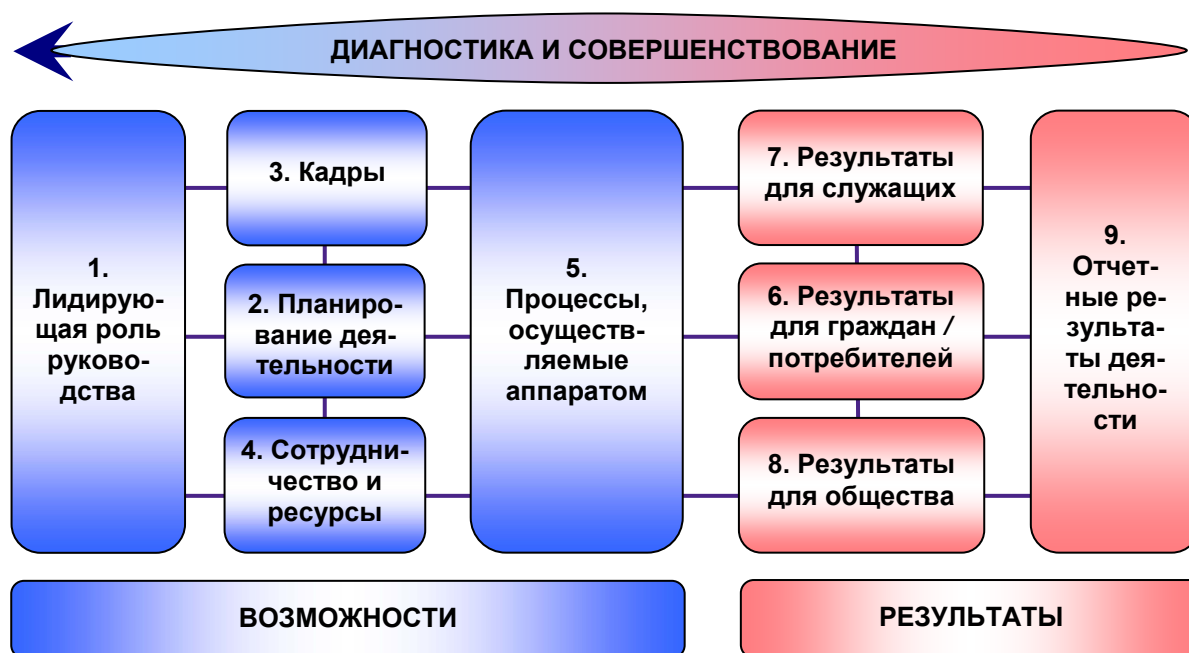 ДИАГНОСТИКА И СОВЕРШЕНСТВОВАНИЕ
1.
Лидирую-
щая роль
руково-
дства
3. Кадры
2. Планиро-
вание дея-
тельности
4. Сотрудни-
чество и
ресурсы
5.
Процессы,
осуществ-
ляемые
аппаратом
7. Результаты
для служащих
6. Результаты
для граждан /
потребителей
8. Результаты
для общества
9.
Отчет-
ные ре-
зульта-
ты дея-
тельно-
сти
ВОЗМОЖНОСТИ
РЕЗУЛЬТАТЫ